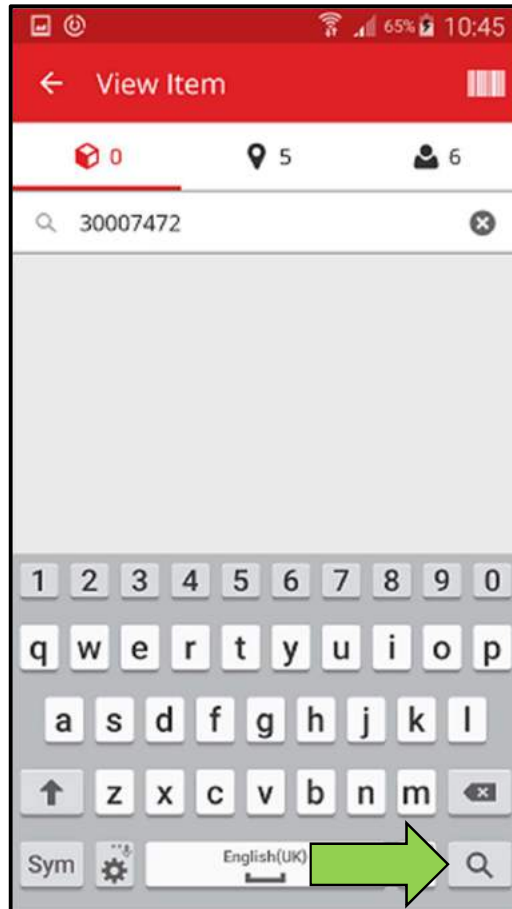 65% 10:45
View Item
0 5 6
30007472
1 2 3 4 5 6 7 8 9 0
q w e r t y u i o p
a s d f g h j k l
z x c v b n m
Sym English(UK)